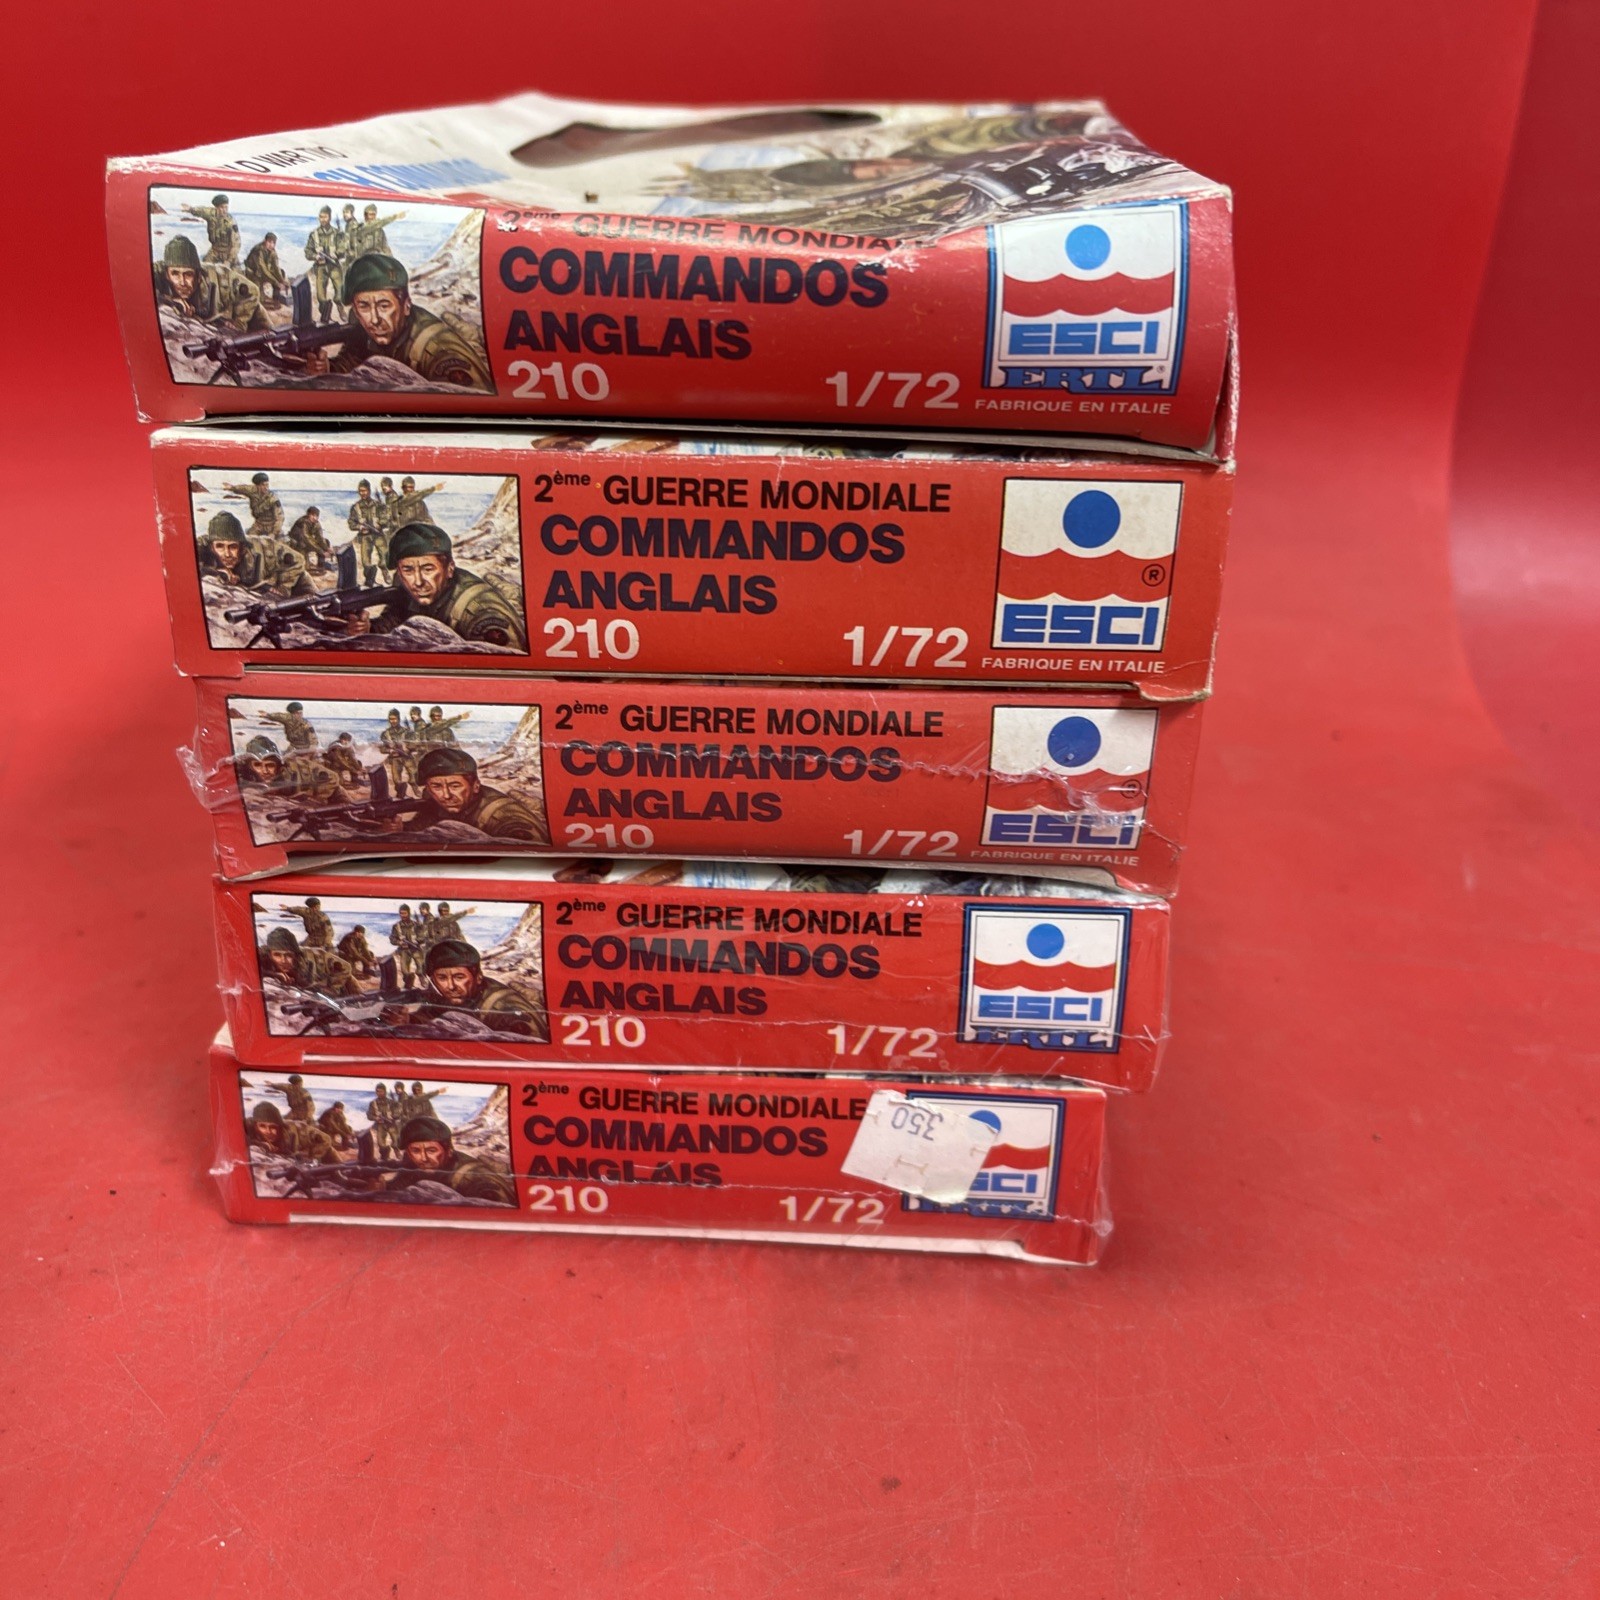 2ème GUERRE MONDIALE
COMMANDOS
ANGLAIS
210
1/72
ESCI
ERTL®
FABRIQUE EN ITALIE
2ème GUERRE MONDIALE
COMMANDOS
ANGLAIS
210
1/72
®
ESCI
FABRIQUE EN ITALIE
2ème GUERRE MONDIALE
COMMANDOS
ANGLAIS
210
1/72
®
ESCI
FABRIQUE EN ITALIE
2ème GUERRE MONDIALE
COMMANDOS
ANGLAIS
210
1/72
ESCI
ERTL
2ème GUERRE MONDIALE
COMMANDOS
ANGLAIS
210
1/72
350
ERTL